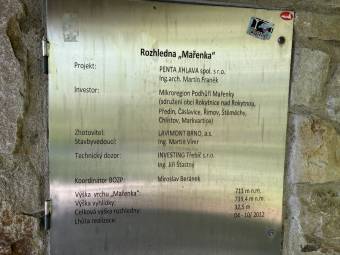 Rozhledna „Mařenka“
Projekt: PENTA JIHLAVA spol. s r.o.
Ing.arch. Martin Franěk
Investor: Mikroregion Podhůří Mařenky
(sdružení obcí Rokytnice nad Rokytnou,
Předín, Čáslavice, Římov, Štěměchy,
Chlístov, Markvartice)
Zhotovitel: LAVIMONT BRNO, a.s.
Stavbyvedoucí: Ing. Martin Viner
Technický dozor: INVESTING Třebíč s.r.o.
Ing. Jiří Šťastný
Koordinátor BOZP: Miroslav Beránek
Výška vrchu „Mařenka“: 711 m n.m.
Výška vyhlídky: 739,4 m n.m.
Celková výška rozhledny: 32,5 m
Lhůta realizace: 04 - 10/ 2012